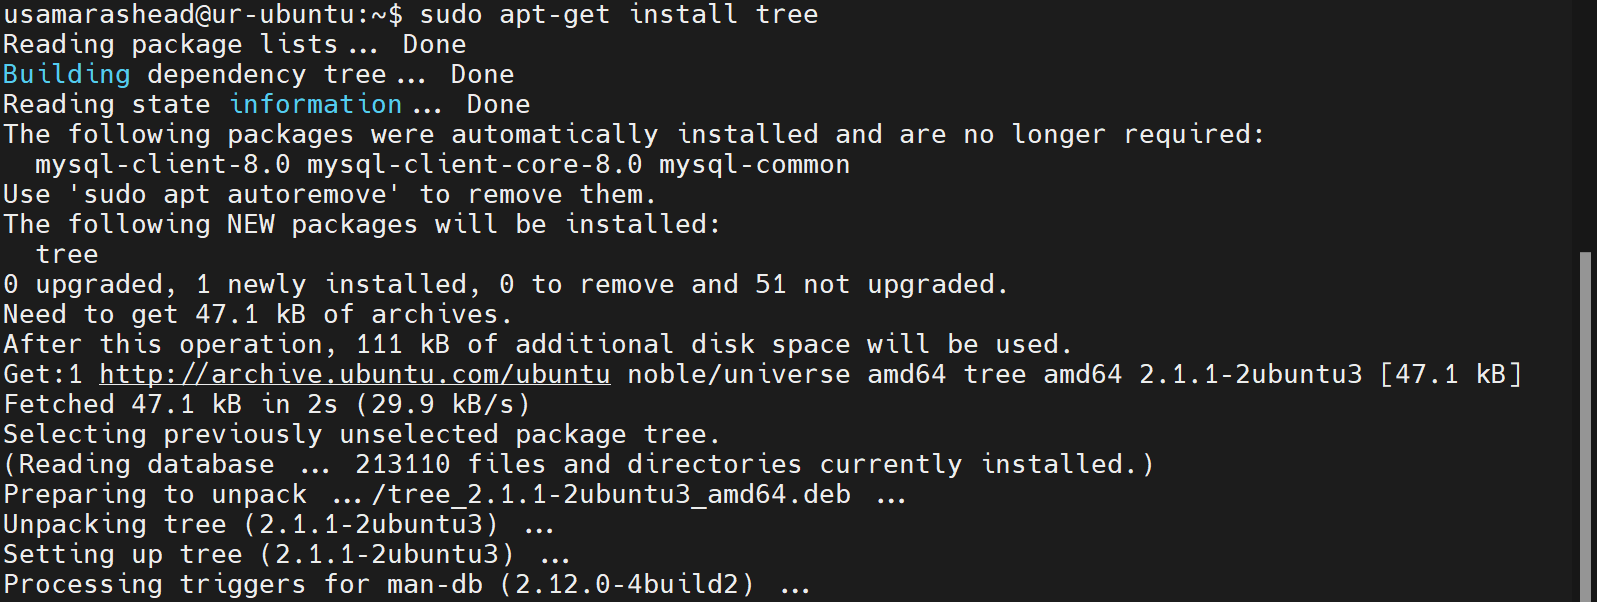 usamarashead@ur-ubuntu:~$ sudo apt-get install tree
Reading package lists... Done
Building dependency tree... Done
Reading state information... Done
The following packages were automatically installed and are no longer required:
  mysql-client-8.0 mysql-client-core-8.0 mysql-common
Use 'sudo apt autoremove' to remove them.
The following NEW packages will be installed:
  tree
0 upgraded, 1 newly installed, 0 to remove and 51 not upgraded.
Need to get 47.1 kB of archives.
After this operation, 111 kB of additional disk space will be used.
Get:1 http://archive.ubuntu.com/ubuntu noble/universe amd64 tree amd64 2.1.1-2ubuntu3 [47.1 kB]
Fetched 47.1 kB in 2s (29.9 kB/s)
Selecting previously unselected package tree.
(Reading database ... 213110 files and directories currently installed.)
Preparing to unpack .../tree_2.1.1-2ubuntu3_amd64.deb ...
Unpacking tree (2.1.1-2ubuntu3) ...
Setting up tree (2.1.1-2ubuntu3) ...
Processing triggers for man-db (2.12.0-4build2) ...